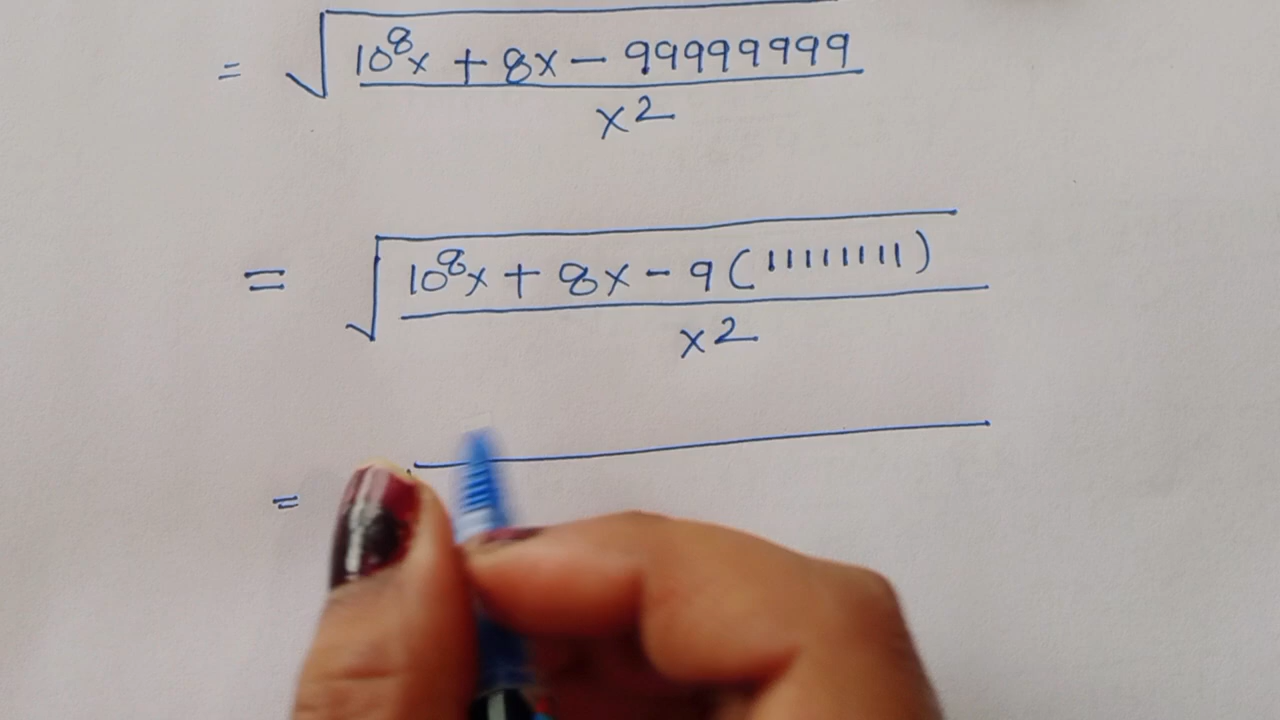 = √(10⁸x + 8x - 99999999
x²
= √(10⁸x + 8x - 9(11111111)
x²
=